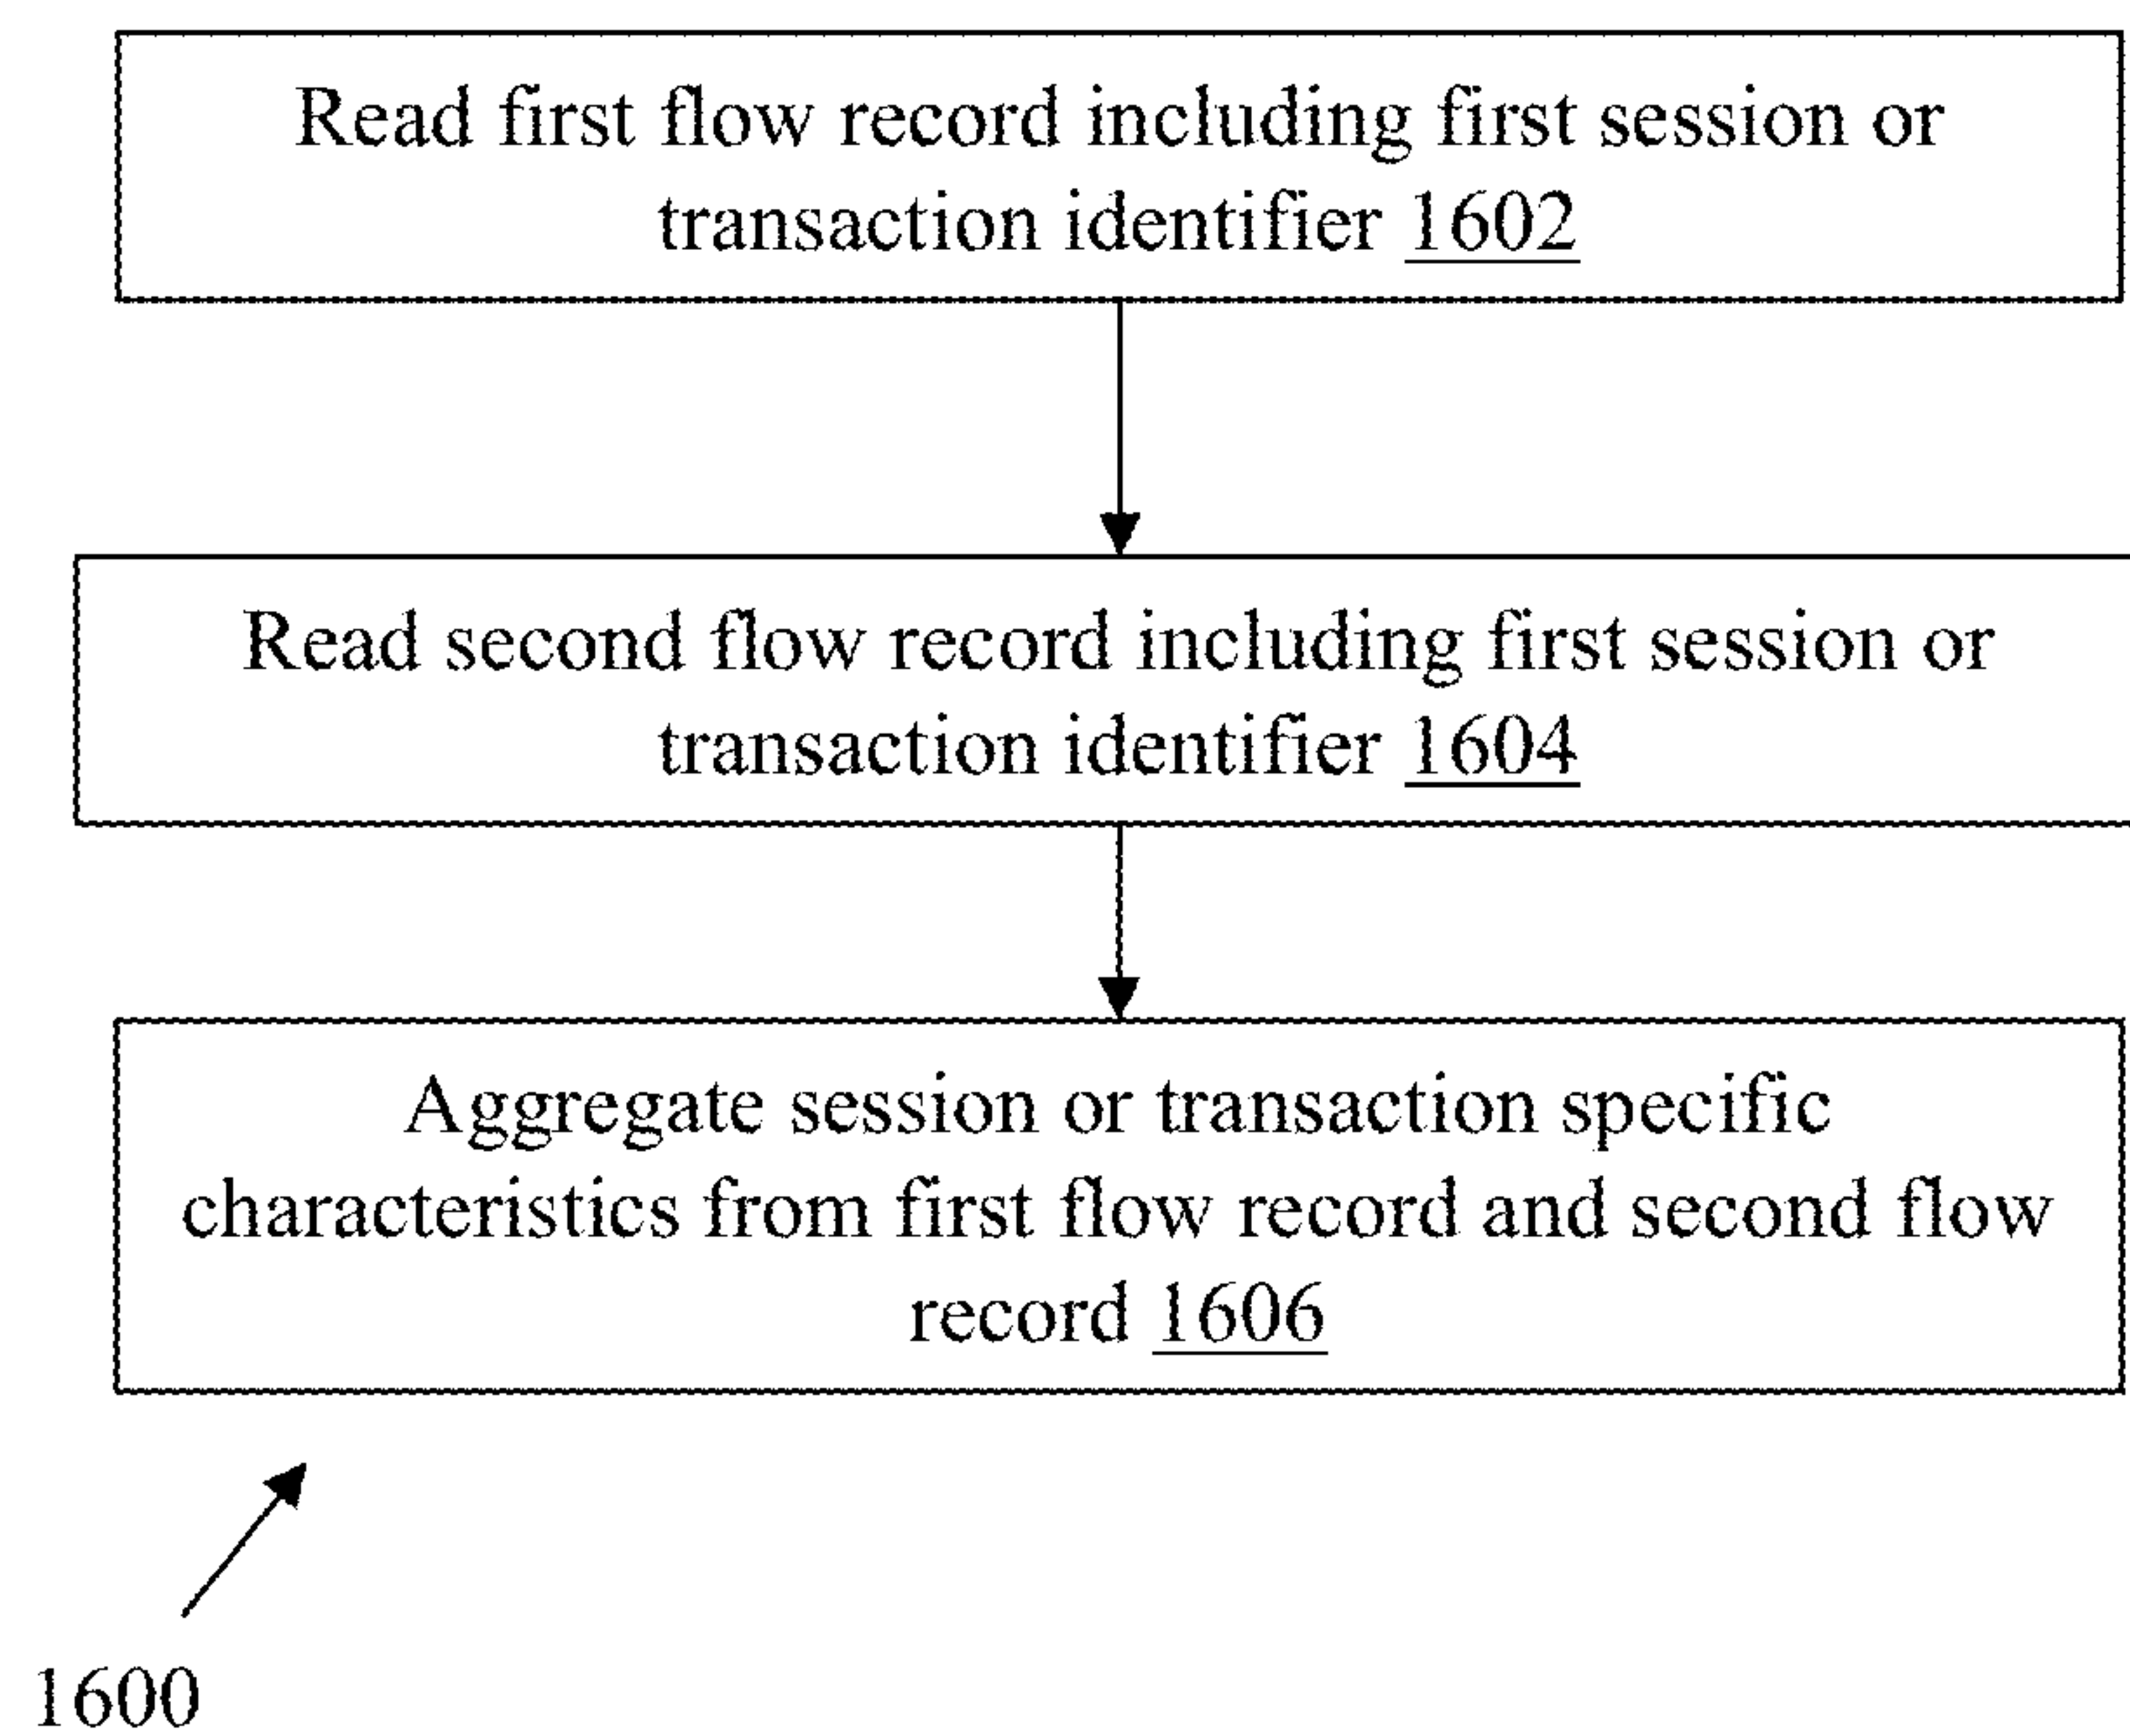 Read first flow record including first session or
transaction identifier 1602
Read second flow record including first session or
transaction identifier 1604
Aggregate session or transaction specific
characteristics from first flow record and second flow
record 1606
1600